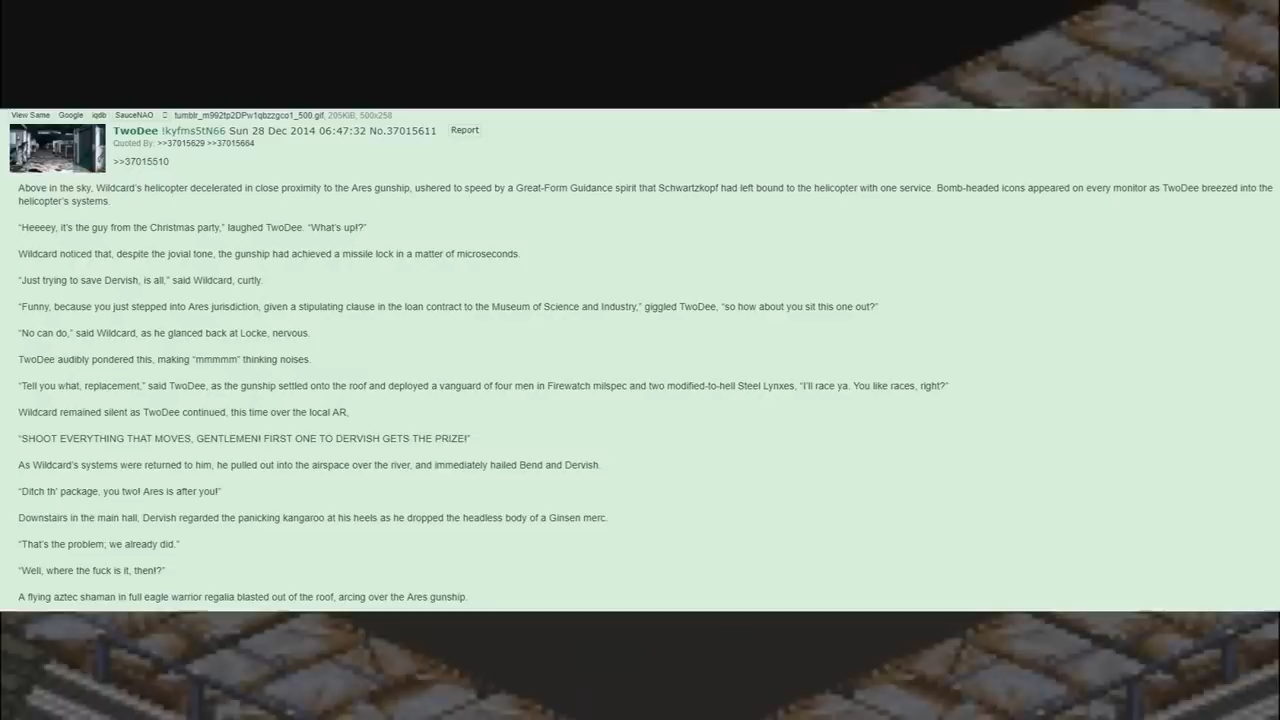 View Same Google iqdb SauceNAO tumblr_m992tp2DPw1qbzzgco1_500.gif, 205KiB, 500x258
TwoDee !kyfmsStN66 Sun 28 Dec 2014 06:47:32 No.37015611 Report
Quoted By: >>37015629 >>37015664
>>37015510
Above in the sky, Wildcard's helicopter decelerated in close proximity to the Ares gunship, ushered to speed by a Great-Form Guidance spirit that Schwartzkopf had left bound to the helicopter with one service. Bomb-headed icons appeared on every monitor as TwoDee breezed into the
helicopter's systems.
“Heeeey, it's the guy from the Christmas party,” laughed TwoDee. “What's up!?”
Wildcard noticed that, despite the jovial tone, the gunship had achieved a missile lock in a matter of microseconds.
“Just trying to save Dervish, is all,” said Wildcard, curtly.
“Funny, because you just stepped into Ares jurisdiction, given a stipulating clause in the loan contract to the Museum of Science and Industry,” giggled TwoDee, “so how about you sit this one out?”
“No can do,” said Wildcard, as he glanced back at Locke, nervous.
TwoDee audibly pondered this, making “mmmmm” thinking noises.
“Tell you what, replacement,” said TwoDee, as the gunship settled onto the roof and deployed a vanguard of four men in Firewatch milspec and two modified-to-hell Steel Lynxes, “I'll race ya. You like races, right?”
Wildcard remained silent as TwoDee continued, this time over the local AR,
“SHOOT EVERYTHING THAT MOVES, GENTLEMEN! FIRST ONE TO DERVISH GETS THE PRIZE!”
As Wildcard's systems were returned to him, he pulled out into the airspace over the river, and immediately hailed Bend and Dervish.
“Ditch th' package, you two! Ares is after you!”
Downstairs in the main hall, Dervish regarded the panicking kangaroo at his heels as he dropped the headless body of a Ginsen merc.
“That's the problem; we already did.”
“Well, where the fuck is it, then!?”
A flying aztec shaman in full eagle warrior regalia blasted out of the roof, arcing over the Ares gunship.